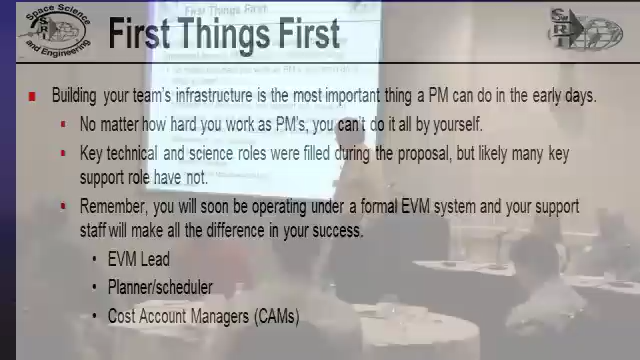 Space Science
SwRI
and Engineering
First Things First
First Things First
SwRI
Building your team's infrastructure is the most important thing a PM can do in the early days.
No matter how hard you work as PM's, you can't do it all by yourself.
Key technical and science roles were filled during the proposal, but likely many key
support role have not.
Remember, you will soon be operating under a formal EVM system and your support
staff will make all the difference in your success.
EVM Lead
Planner/scheduler
Cost Account Managers (CAMs)